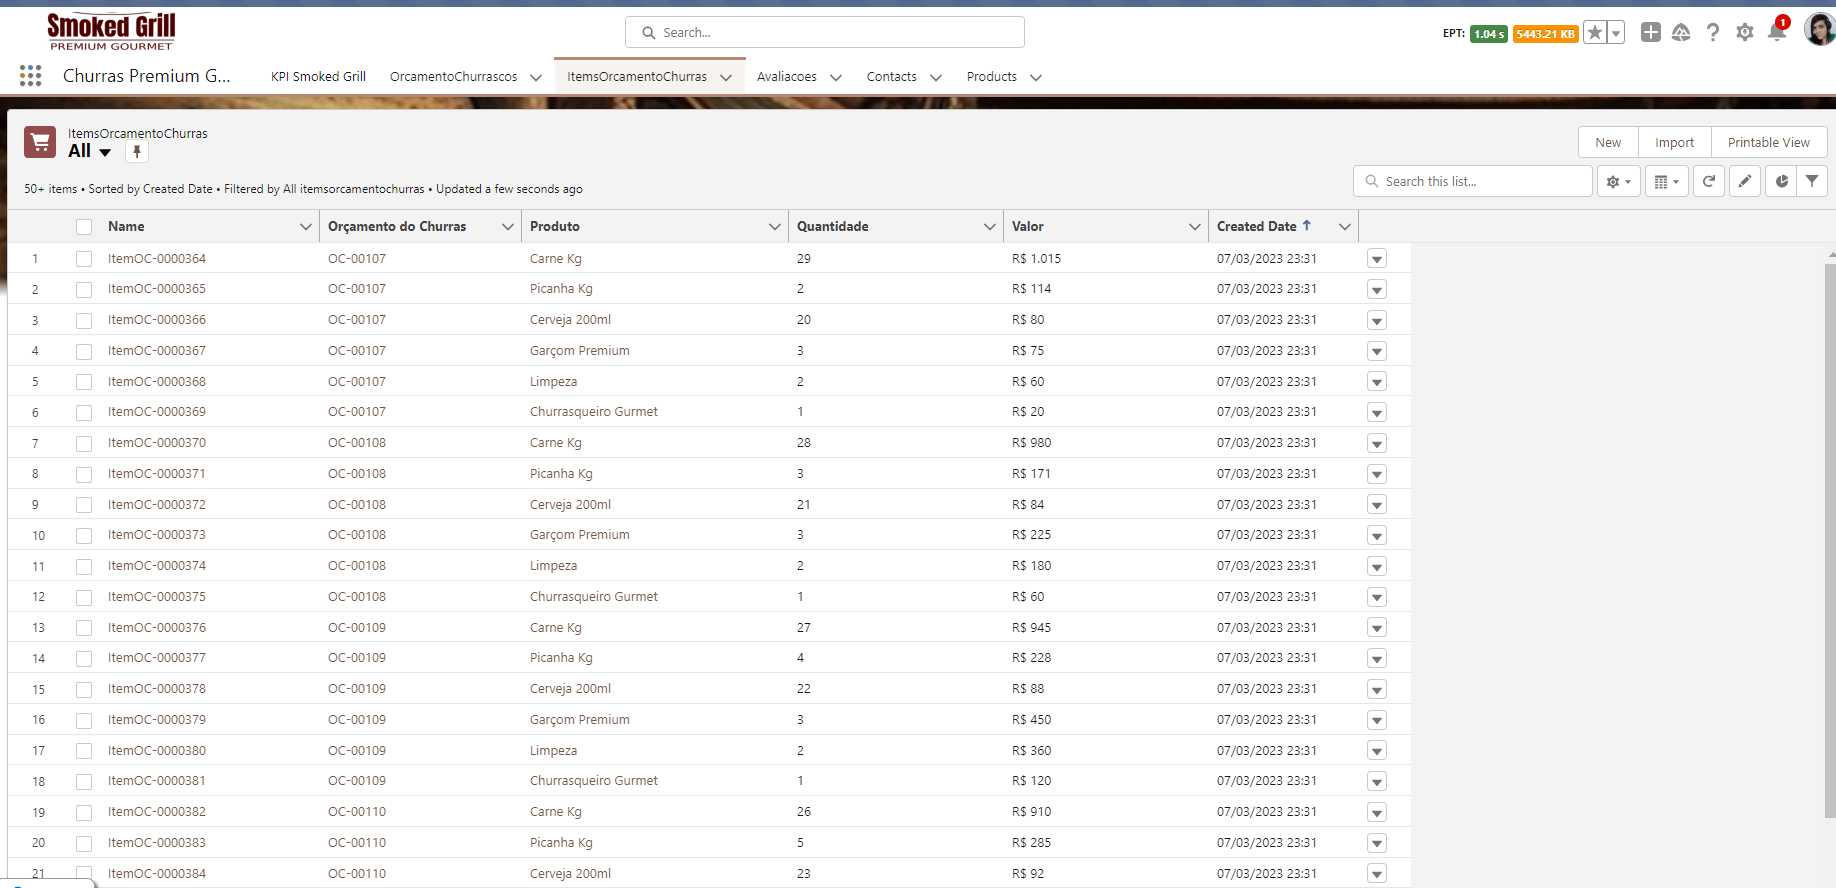 Smoked Grill
PREMIUM GOURMET
Search...
EPT: 1.04 s 5443.21 KB
1
Churras Premium G... KPI Smoked Grill OrcamentoChurrascos ItemsOrcamentoChurras Avaliacoes Contacts Products
ItemsOrcamentoChurras
All
New Import Printable View
50+ items • Sorted by Created Date • Filtered by All itemsorcamentochurras • Updated a few seconds ago
Search this list...
Name Orçamento do Churras Produto Quantidade Valor Created Date
1 ItemOC-0000364 OC-00107 Carne Kg 29 R$ 1.015 07/03/2023 23:31
2 ItemOC-0000365 OC-00107 Picanha Kg 2 R$ 114 07/03/2023 23:31
3 ItemOC-0000366 OC-00107 Cerveja 200ml 20 R$ 80 07/03/2023 23:31
4 ItemOC-0000367 OC-00107 Garçom Premium 3 R$ 75 07/03/2023 23:31
5 ItemOC-0000368 OC-00107 Limpeza 2 R$ 60 07/03/2023 23:31
6 ItemOC-0000369 OC-00107 Churrasqueiro Gurmet 1 R$ 20 07/03/2023 23:31
7 ItemOC-0000370 OC-00108 Carne Kg 28 R$ 980 07/03/2023 23:31
8 ItemOC-0000371 OC-00108 Picanha Kg 3 R$ 171 07/03/2023 23:31
9 ItemOC-0000372 OC-00108 Cerveja 200ml 21 R$ 84 07/03/2023 23:31
10 ItemOC-0000373 OC-00108 Garçom Premium 3 R$ 225 07/03/2023 23:31
11 ItemOC-0000374 OC-00108 Limpeza 2 R$ 180 07/03/2023 23:31
12 ItemOC-0000375 OC-00108 Churrasqueiro Gurmet 1 R$ 60 07/03/2023 23:31
13 ItemOC-0000376 OC-00109 Carne Kg 27 R$ 945 07/03/2023 23:31
14 ItemOC-0000377 OC-00109 Picanha Kg 4 R$ 228 07/03/2023 23:31
15 ItemOC-0000378 OC-00109 Cerveja 200ml 22 R$ 88 07/03/2023 23:31
16 ItemOC-0000379 OC-00109 Garçom Premium 3 R$ 450 07/03/2023 23:31
17 ItemOC-0000380 OC-00109 Limpeza 2 R$ 360 07/03/2023 23:31
18 ItemOC-0000381 OC-00109 Churrasqueiro Gurmet 1 R$ 120 07/03/2023 23:31
19 ItemOC-0000382 OC-00110 Carne Kg 26 R$ 910 07/03/2023 23:31
20 ItemOC-0000383 OC-00110 Picanha Kg 5 R$ 285 07/03/2023 23:31
21 ItemOC-0000384 OC-00110 Cerveja 200ml 23 R$ 92 07/03/2023 23:31